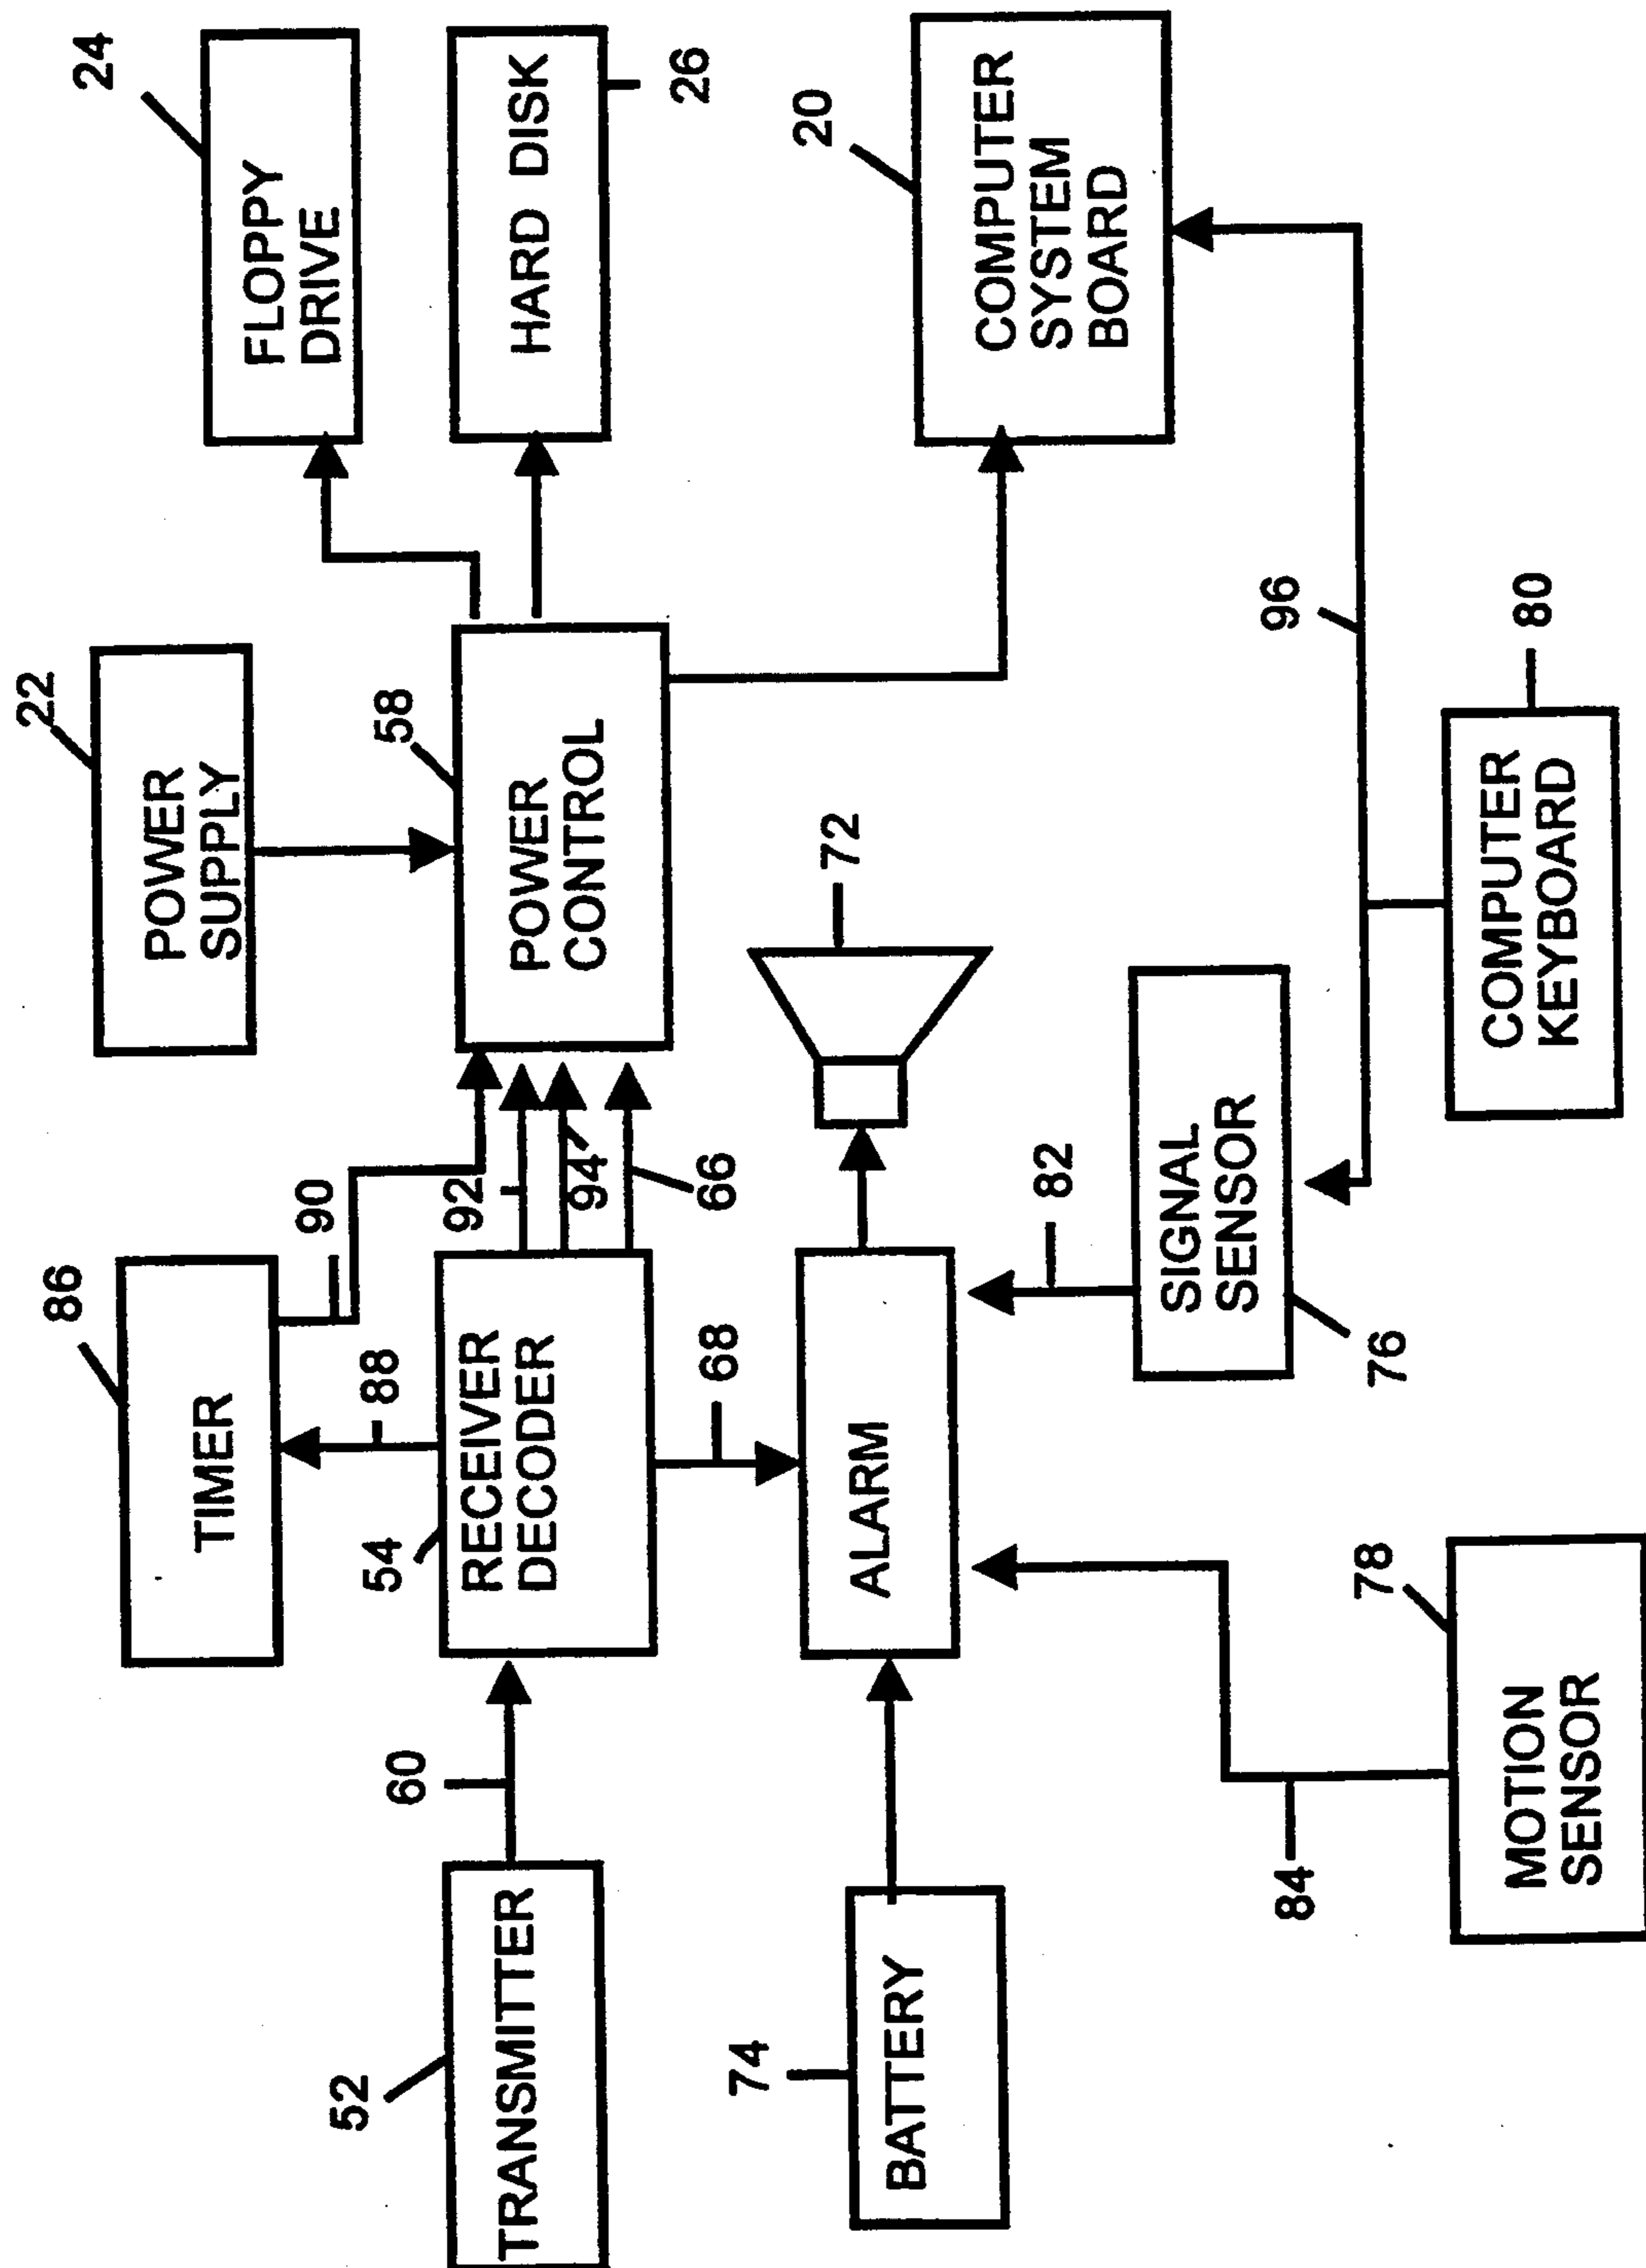 22
24
POWER
SUPPLY
FLOPPY
DRIVE
86
TIMER
90
58
HARD DISK
26
88
92
94
66
POWER
CONTROL
52
TRANSMITTER
60
54
RECEIVER
DECODER
68
72
20
COMPUTER
SYSTEM
BOARD
74
BATTERY
ALARM
82
SIGNAL
SENSOR
76
96
84
78
MOTION
SENSOR
COMPUTER
KEYBOARD
80